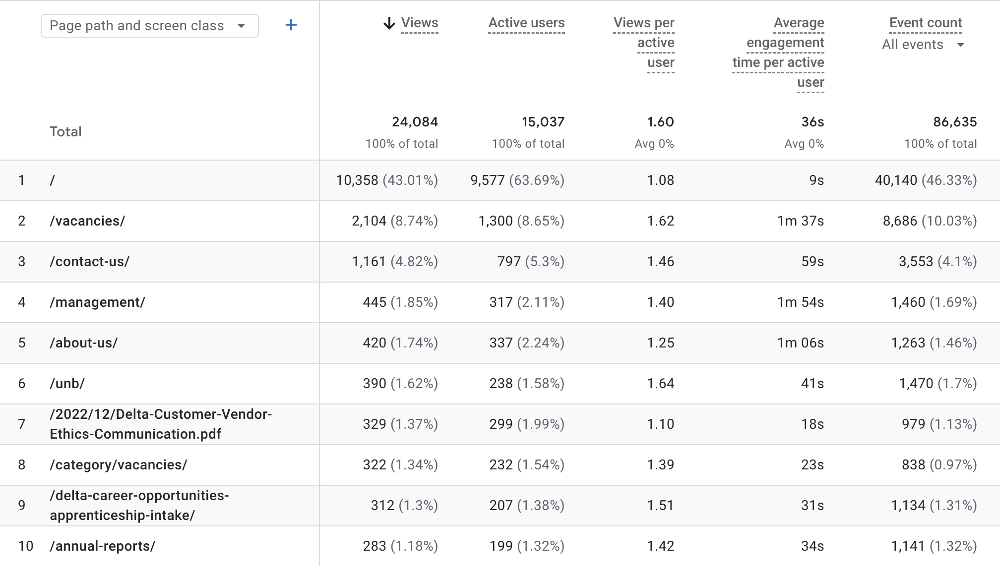 Page path and screen class
+
Views
Active users
Views per
active
user
Average
engagement
time per active
user
Event count
All events
Total
24,084
100% of total
15,037
100% of total
1.60
Avg 0%
36s
Avg 0%
86,635
100% of total
1 / 10,358 (43.01%) 9,577 (63.69%) 1.08 9s 40,140 (46.33%)
2 /vacancies/ 2,104 (8.74%) 1,300 (8.65%) 1.62 1m 37s 8,686 (10.03%)
3 /contact-us/ 1,161 (4.82%) 797 (5.3%) 1.46 59s 3,553 (4.1%)
4 /management/ 445 (1.85%) 317 (2.11%) 1.40 1m 54s 1,460 (1.69%)
5 /about-us/ 420 (1.74%) 337 (2.24%) 1.25 1m 06s 1,263 (1.46%)
6 /unb/ 390 (1.62%) 238 (1.58%) 1.64 41s 1,470 (1.7%)
7 /2022/12/Delta-Customer-Vendor-
Ethics-Communication.pdf 329 (1.37%) 299 (1.99%) 1.10 18s 979 (1.13%)
8 /category/vacancies/ 322 (1.34%) 232 (1.54%) 1.39 23s 838 (0.97%)
9 /delta-career-opportunities-
apprenticeship-intake/ 312 (1.3%) 207 (1.38%) 1.51 31s 1,134 (1.31%)
10 /annual-reports/ 283 (1.18%) 199 (1.32%) 1.42 34s 1,141 (1.32%)